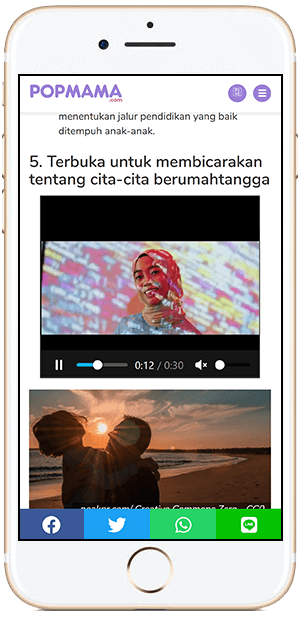 POPMAMA
.com
menentukan jalur pendidikan yang baik
ditempuh anak-anak.
5. Terbuka untuk membicarakan
tentang cita-cita berumahtangga
0:12 / 0:30
peakpx.com/ Creative Commons Zero - CC0